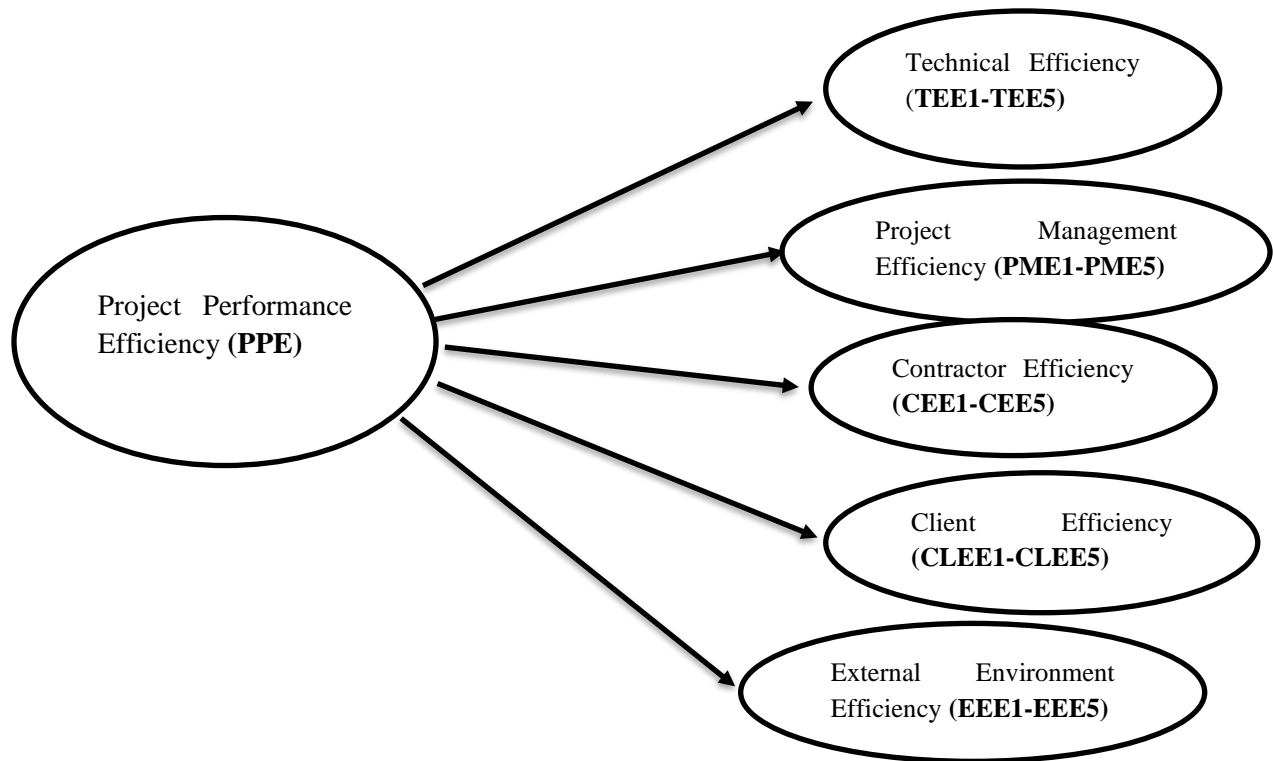 Technical Efficiency
(TEE1-TEE5)
Project Management
Efficiency (PME1-PME5)
Project Performance
Efficiency (PPE)
Contractor Efficiency
(CEE1-CEE5)
Client Efficiency
(CLEE1-CLEE5)
External Environment
Efficiency (EEE1-EEE5)